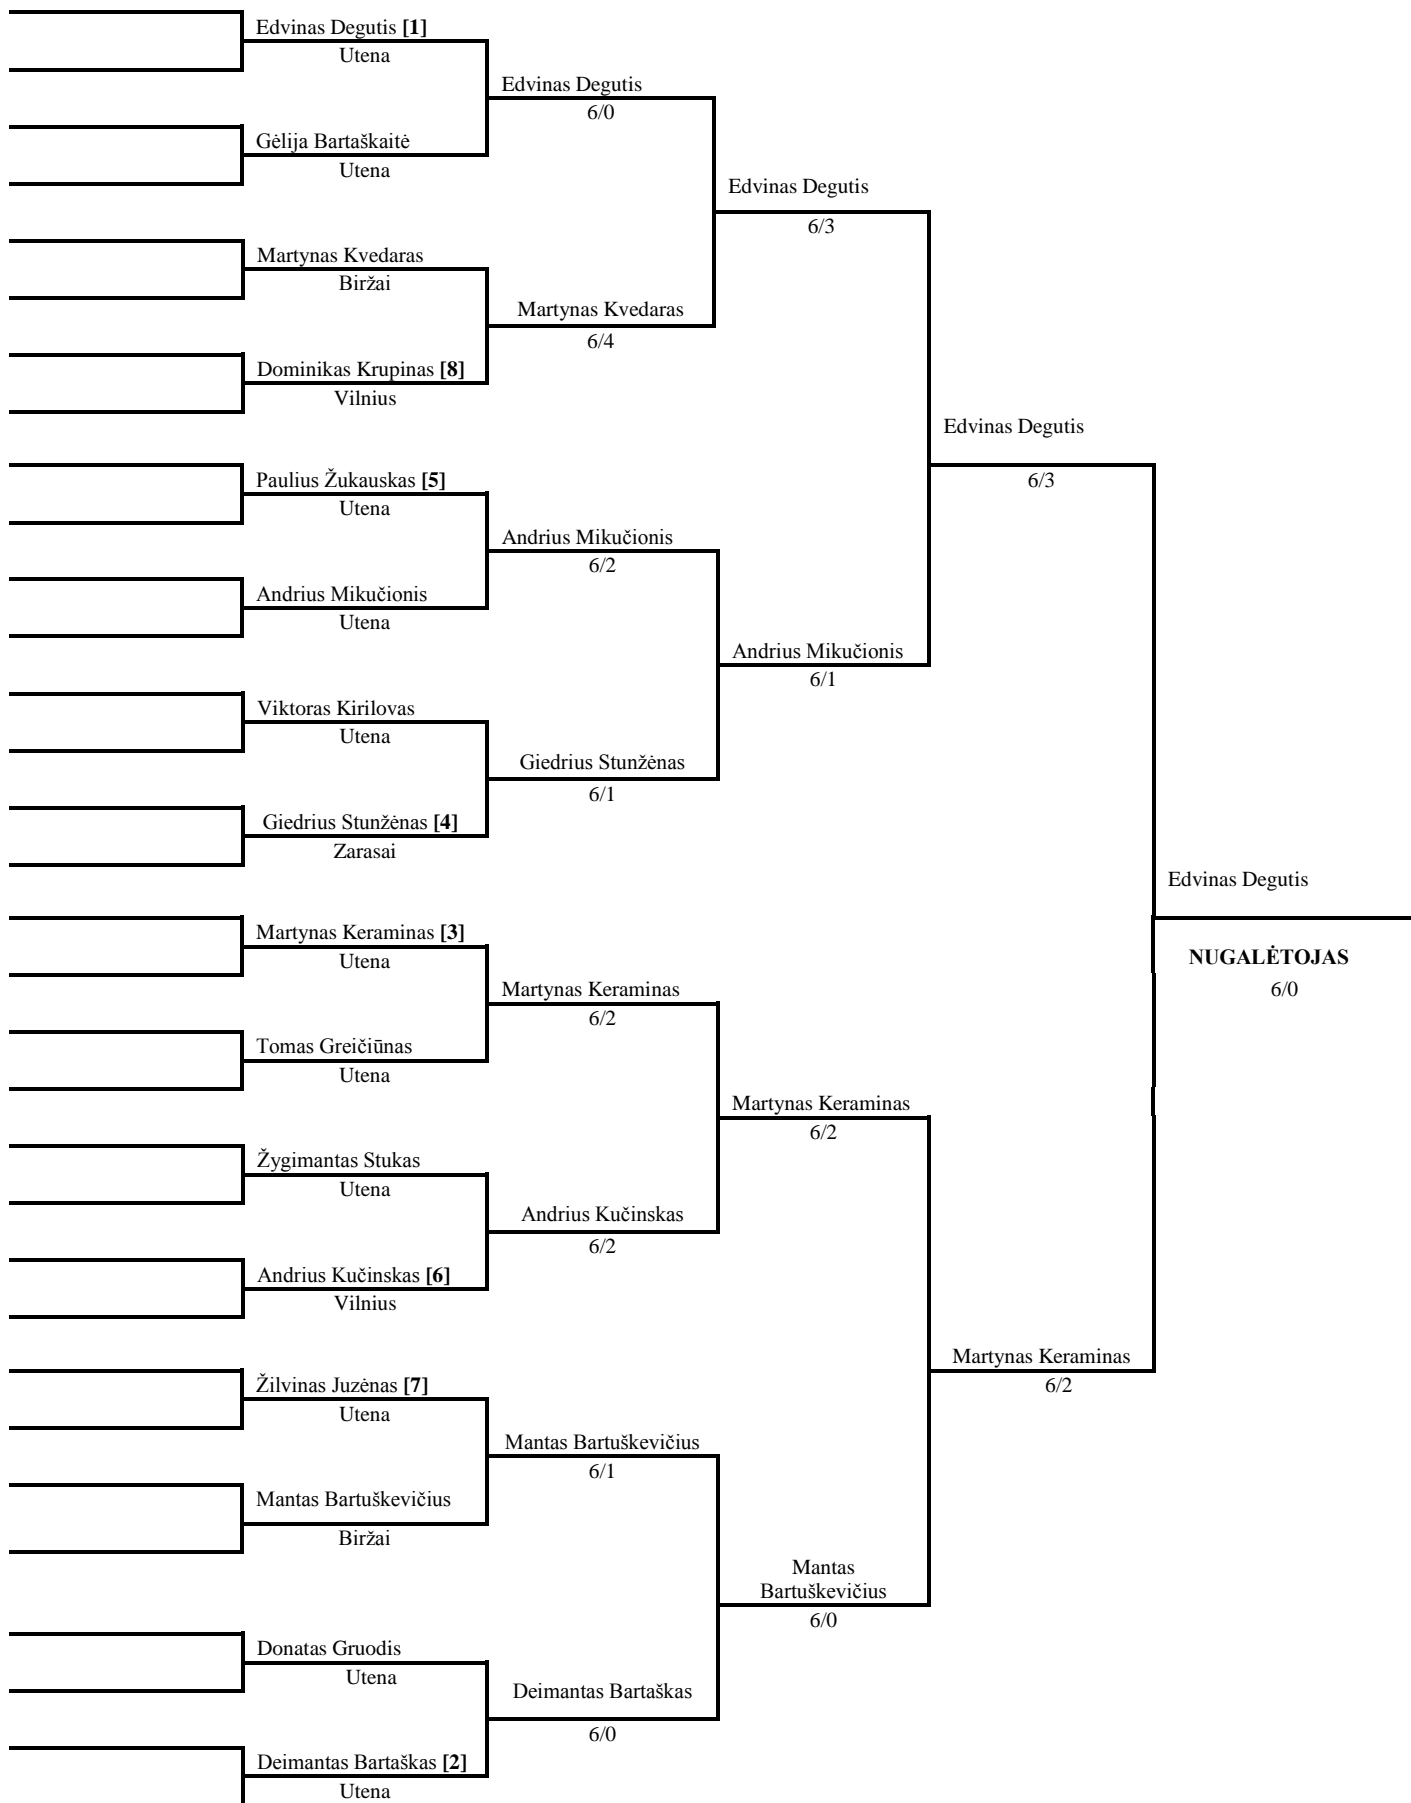 Edvinas Degutis [1]
Utena
Edvinas Degutis
6/0
Gėlija Bartaškaitė
Utena
Edvinas Degutis
6/3
Martynas Kvedaras
Biržai
Martynas Kvedaras
6/4
Dominikas Krupinas [8]
Vilnius
Edvinas Degutis
6/3
Paulius Žukauskas [5]
Utena
Andrius Mikučionis
6/2
Andrius Mikučionis
Utena
Andrius Mikučionis
6/1
Viktoras Kirilovas
Utena
Giedrius Stunžėnas
6/1
Giedrius Stunžėnas [4]
Zarasai
Edvinas Degutis
NUGALĖTOJAS
6/0
Martynas Keraminas [3]
Utena
Martynas Keraminas
6/2
Tomas Greičiūnas
Utena
Martynas Keraminas
6/2
Žygimantas Stukas
Utena
Andrius Kučinskas
6/2
Andrius Kučinskas [6]
Vilnius
Martynas Keraminas
6/2
Žilvinas Juzėnas [7]
Utena
Mantas Bartuškevičius
6/1
Mantas Bartuškevičius
Biržai
Mantas
Bartuškevičius
6/0
Donatas Gruodis
Utena
Deimantas Bartaškas
6/0
Deimantas Bartaškas [2]
Utena